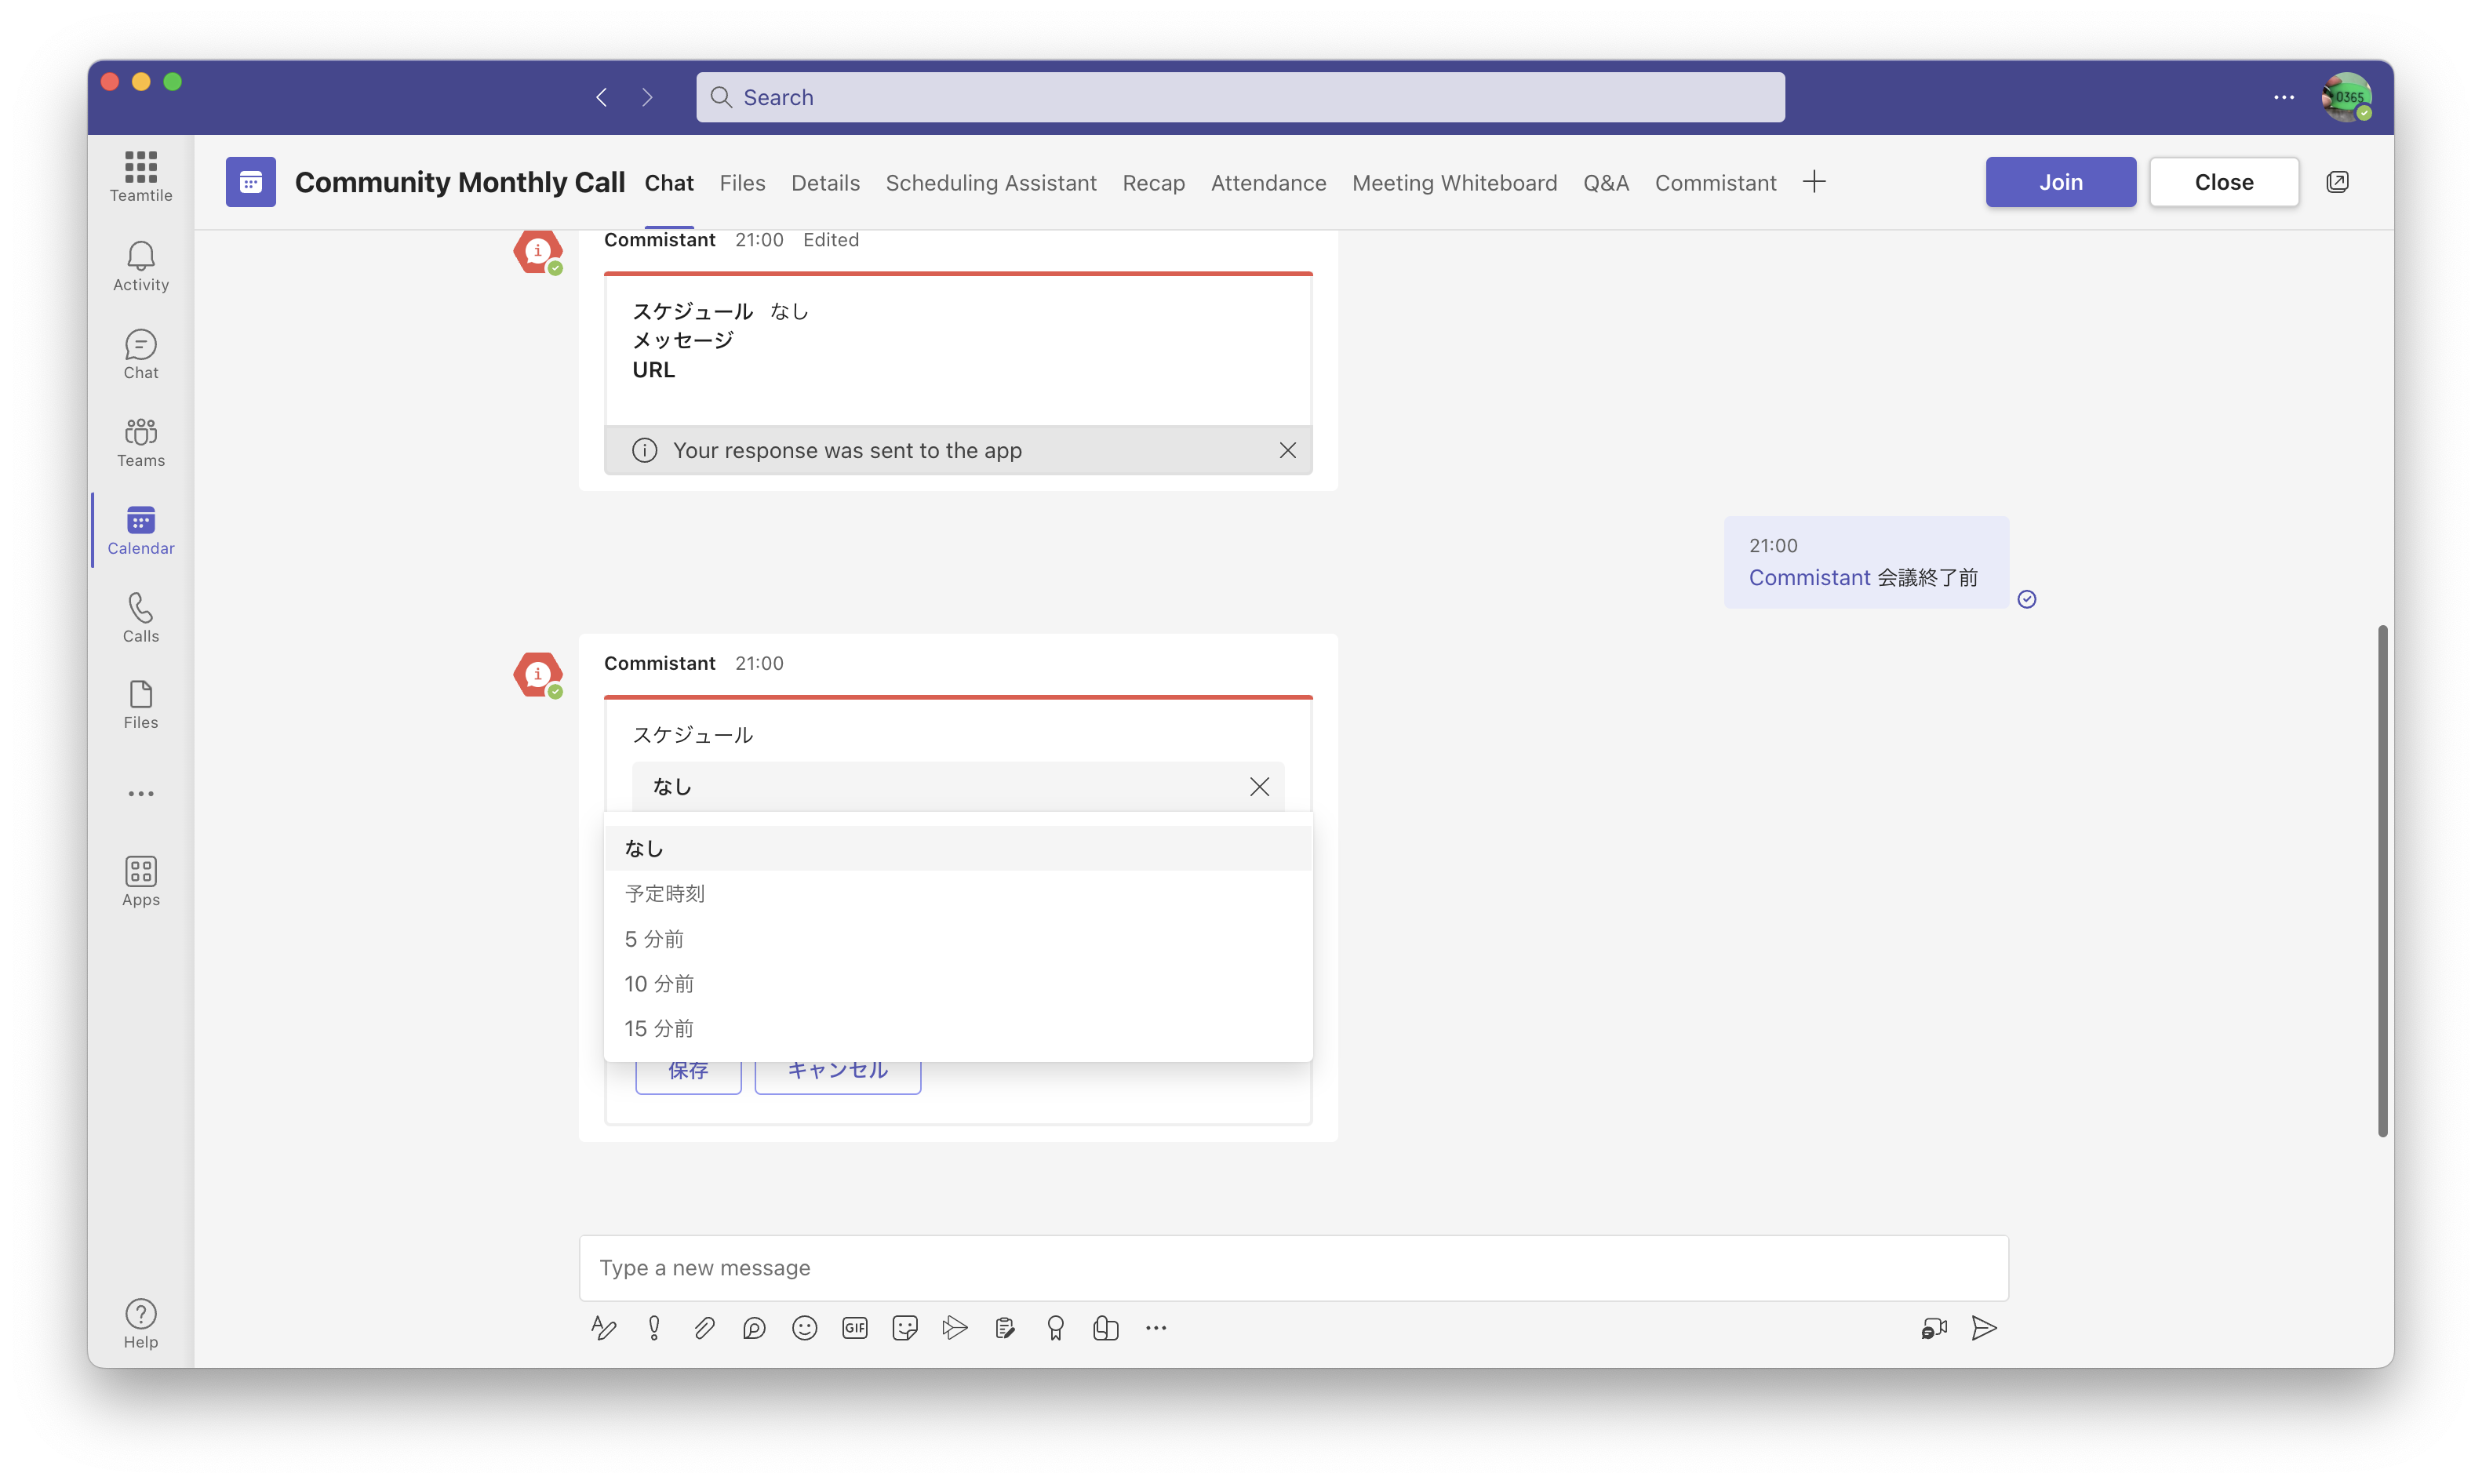 Search
0365
Teamtile
Activity
Chat
Teams
Calendar
Calls
Files
Apps
Help
Community Monthly Call
Chat
Files
Details
Scheduling Assistant
Recap
Attendance
Meeting Whiteboard
Q&A
Commistant
Join
Close
Commistant 21:00 Edited
スケジュール なし
メッセージ
URL
Your response was sent to the app
21:00
Commistant 会議終了前
Commistant 21:00
スケジュール
なし
なし
予定時刻
5 分前
10 分前
15 分前
保存 キャンセル
Type a new message
GIF